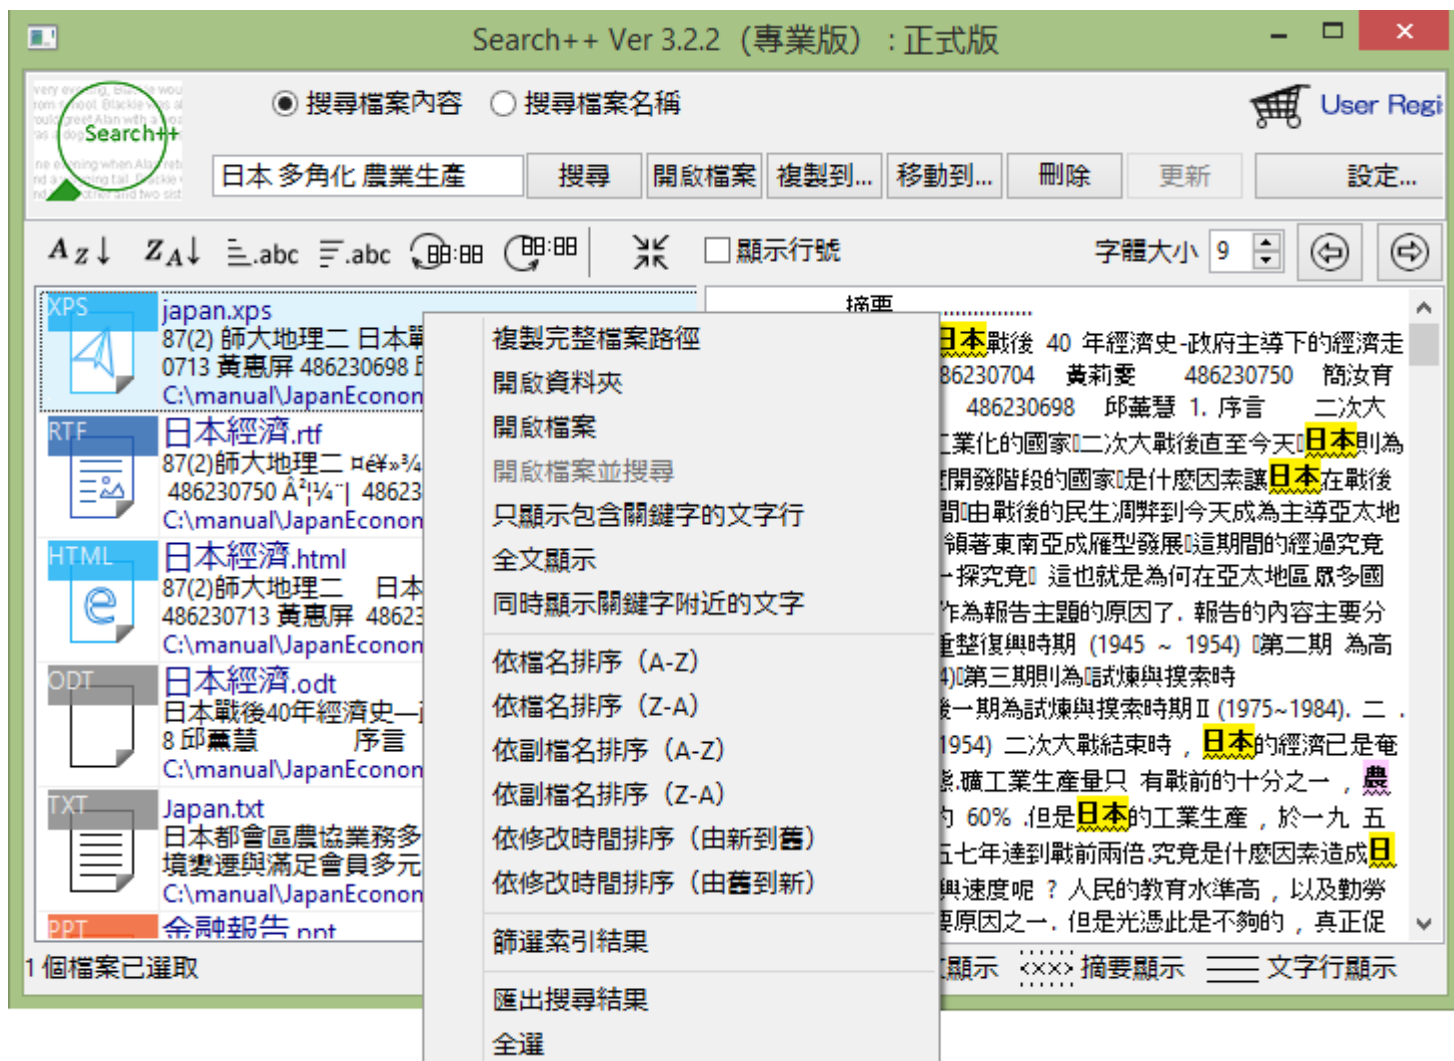 Search++ Ver 3.2.2 (專業版) : 正式版
Search++
搜尋檔案內容 搜尋檔案名稱
User Regi
日本 多角化 農業生產 搜尋 開啟檔案 複製到... 移動到... 刪除 更新 設定...
AZ↓ ZA↓ .abc .abc 88:88 88:88 顯示行號 字體大小 9
XPS
japan.xps
87(2) 師大地理二 日本
0713 黃惠屏 486230698
C:\manual\JapanEconon
RTF
日本經濟.rtf
87(2)師大地理二
486230750 48623
C:\manual\JapanEconon
HTML
日本經濟.html
87(2)師大地理二 日本
486230713 黃惠屏 48623
C:\manual\JapanEconon
ODT
日本經濟.odt
日本戰後40年經濟史—
8 邱薰慧 序言
C:\manual\JapanEconon
TXT
Japan.txt
日本都會區農協業務多
境變遷與滿足會員多元
C:\manual\JapanEconon
PPT
金融報告.ppt
1 個檔案已選取
複製完整檔案路徑
開啟資料夾
開啟檔案
開啟檔案並搜尋
只顯示包含關鍵字的文字行
全文顯示
同時顯示關鍵字附近的文字
依檔名排序 (A-Z)
依檔名排序 (Z-A)
依副檔名排序 (A-Z)
依副檔名排序 (Z-A)
依修改時間排序 (由新到舊)
依修改時間排序 (由舊到新)
篩選索引結果
匯出搜尋結果
全選
摘要
日本戰後 40 年經濟史-政府主導下的經濟走
86230704 黃莉雯 486230750 簡汝育
486230698 邱薰慧 1. 序言 二次大
工業化的國家 二次大戰後直至今天 日本則為
開發階段的國家 是什麼因素讓日本在戰後
間 由戰後的民生凋弊到今天成為主導亞太地
領著東南亞成雁型發展 這期間的經過究竟
一探究竟 這也就是為何在亞太地區眾多國
作為報告主題的原因了. 報告的內容主要分
重整復興時期 (1945 ~ 1954) 第二期 為高
4) 第三期則為 試煉與摸索時
後一期為試煉與摸索時期Ⅱ (1975~1984). 二 .
1954) 二次大戰結束時 , 日本的經濟已是奄
態.礦工業生產量只 有戰前的十分之一 , 農
的 60% .但是日本的工業生產 , 於一九 五
五七年達到戰前兩倍.究竟是什麼因素造成日
興速度呢 ? 人民的教育水準高 , 以及勤勞
要原因之一. 但是光憑此是不夠的 , 真正促
顯示 <xx> 摘要顯示 文字行顯示